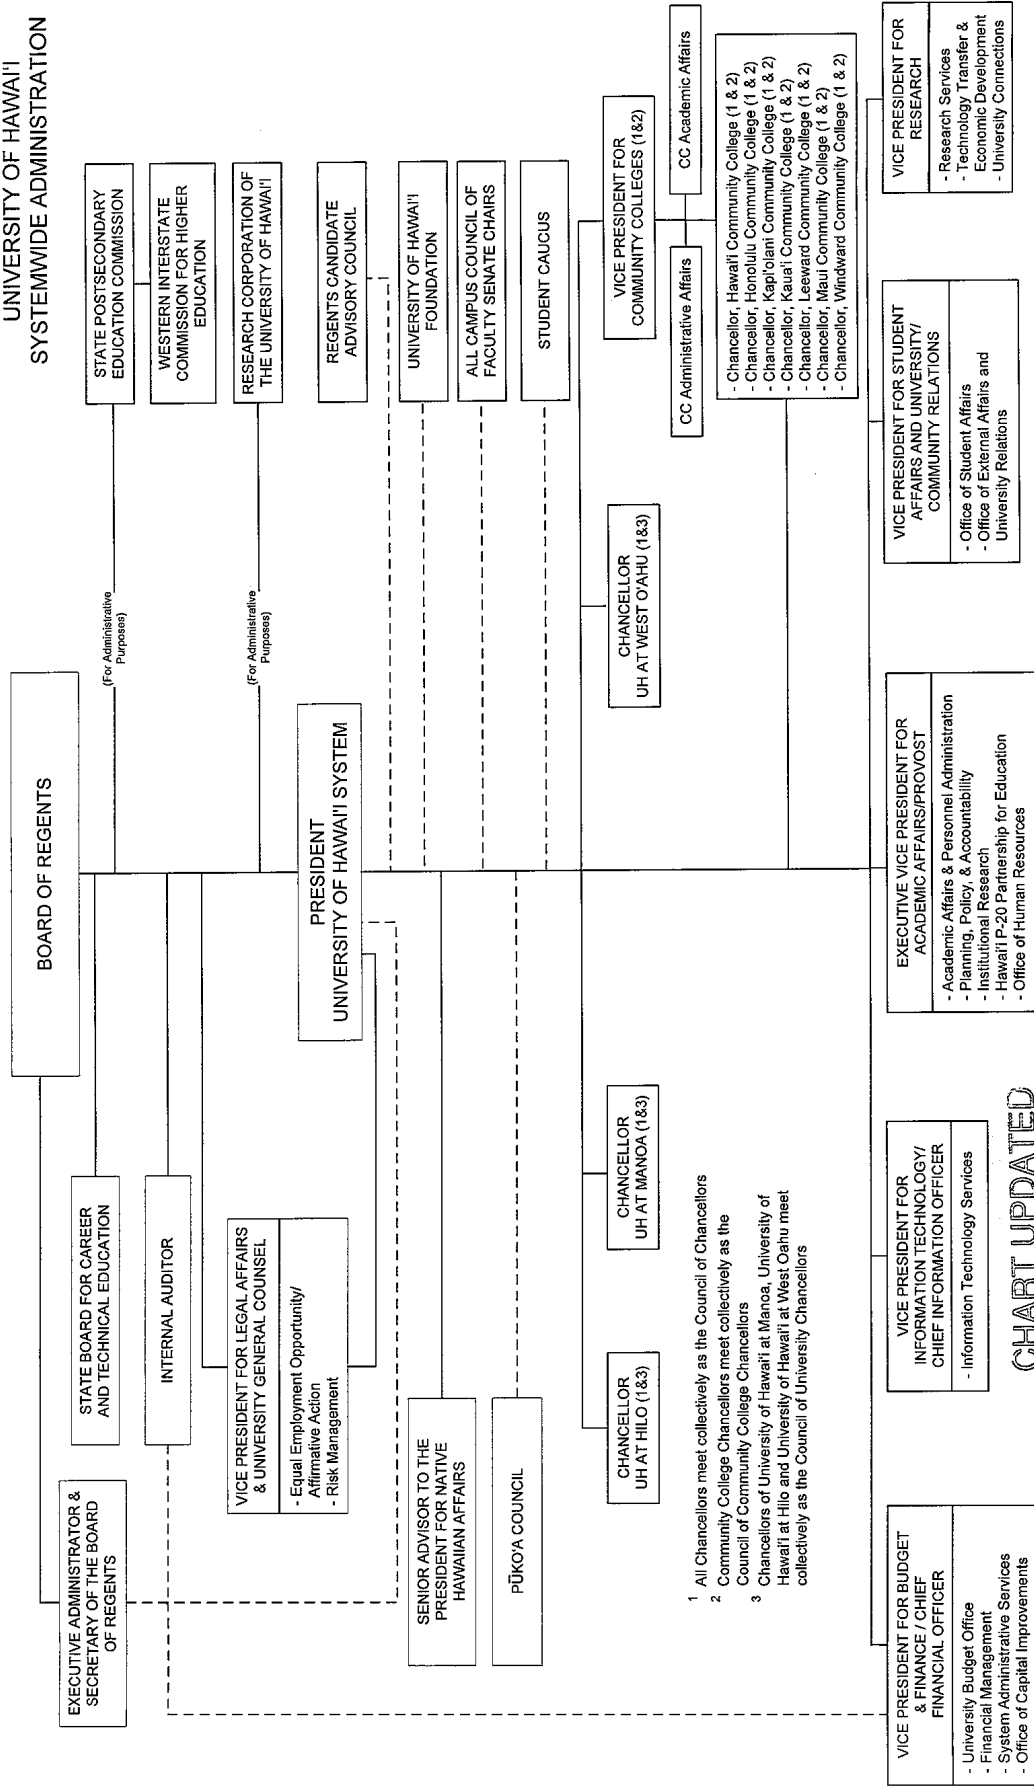 UNIVERSITY OF HAWAI'I
SYSTEMWIDE ADMINISTRATION
BOARD OF REGENTS
EXECUTIVE ADMINISTRATOR &
SECRETARY OF THE BOARD
OF REGENTS
STATE BOARD FOR CAREER
AND TECHNICAL EDUCATION
INTERNAL AUDITOR
VICE PRESIDENT FOR LEGAL AFFAIRS
& UNIVERSITY GENERAL COUNSEL
- Equal Employment Opportunity/
Affirmative Action
- Risk Management
(For Administrative
Purposes)
STATE POSTSECONDARY
EDUCATION COMMISSION
WESTERN INTERSTATE
COMMISSION FOR HIGHER
EDUCATION
(For Administrative
Purposes)
RESEARCH CORPORATION OF
THE UNIVERSITY OF HAWAI'I
PRESIDENT
UNIVERSITY OF HAWAI'I SYSTEM
REGENTS CANDIDATE
ADVISORY COUNCIL
UNIVERSITY OF HAWAI'I
FOUNDATION
ALL CAMPUS COUNCIL OF
FACULTY SENATE CHAIRS
STUDENT CAUCUS
SENIOR ADVISOR TO THE
PRESIDENT FOR NATIVE
HAWAIIAN AFFAIRS
PŪKO'A COUNCIL
CHANCELLOR
UH AT HILO (1&3)
CHANCELLOR
UH AT MANOA (1&3)
CHANCELLOR
UH AT WEST O'AHU (1&3)
VICE PRESIDENT FOR
COMMUNITY COLLEGES (1&2)
CC Administrative Affairs
CC Academic Affairs
- Chancellor, Hawai'i Community College (1 & 2)
- Chancellor, Honolulu Community College (1 & 2)
- Chancellor, Kapi'olani Community College (1 & 2)
- Chancellor, Kaua'i Community College (1 & 2)
- Chancellor, Leeward Community College (1 & 2)
- Chancellor, Maui Community College (1 & 2)
- Chancellor, Windward Community College (1 & 2)
1 All Chancellors meet collectively as the Council of Chancellors
2 Community College Chancellors meet collectively as the
Council of Community College Chancellors
3 Chancellors of University of Hawai'i at Manoa, University of
Hawai'i at Hilo and University of Hawai'i at West Oahu meet
collectively as the Council of University Chancellors
VICE PRESIDENT FOR BUDGET
& FINANCE / CHIEF
FINANCIAL OFFICER
- University Budget Office
- Financial Management
- System Administrative Services
- Office of Capital Improvements
VICE PRESIDENT FOR
INFORMATION TECHNOLOGY/
CHIEF INFORMATION OFFICER
- Information Technology Services
EXECUTIVE VICE PRESIDENT FOR
ACADEMIC AFFAIRS/PROVOST
- Academic Affairs & Personnel Administration
- Planning, Policy, & Accountability
- Institutional Research
- Hawai'i P-20 Partnership for Education
- Office of Human Resources
VICE PRESIDENT FOR STUDENT
AFFAIRS AND UNIVERSITY/
COMMUNITY RELATIONS
- Office of Student Affairs
- Office of External Affairs and
University Relations
VICE PRESIDENT FOR
RESEARCH
- Research Services
- Technology Transfer &
Economic Development
- University Connections
CHART UPDATED